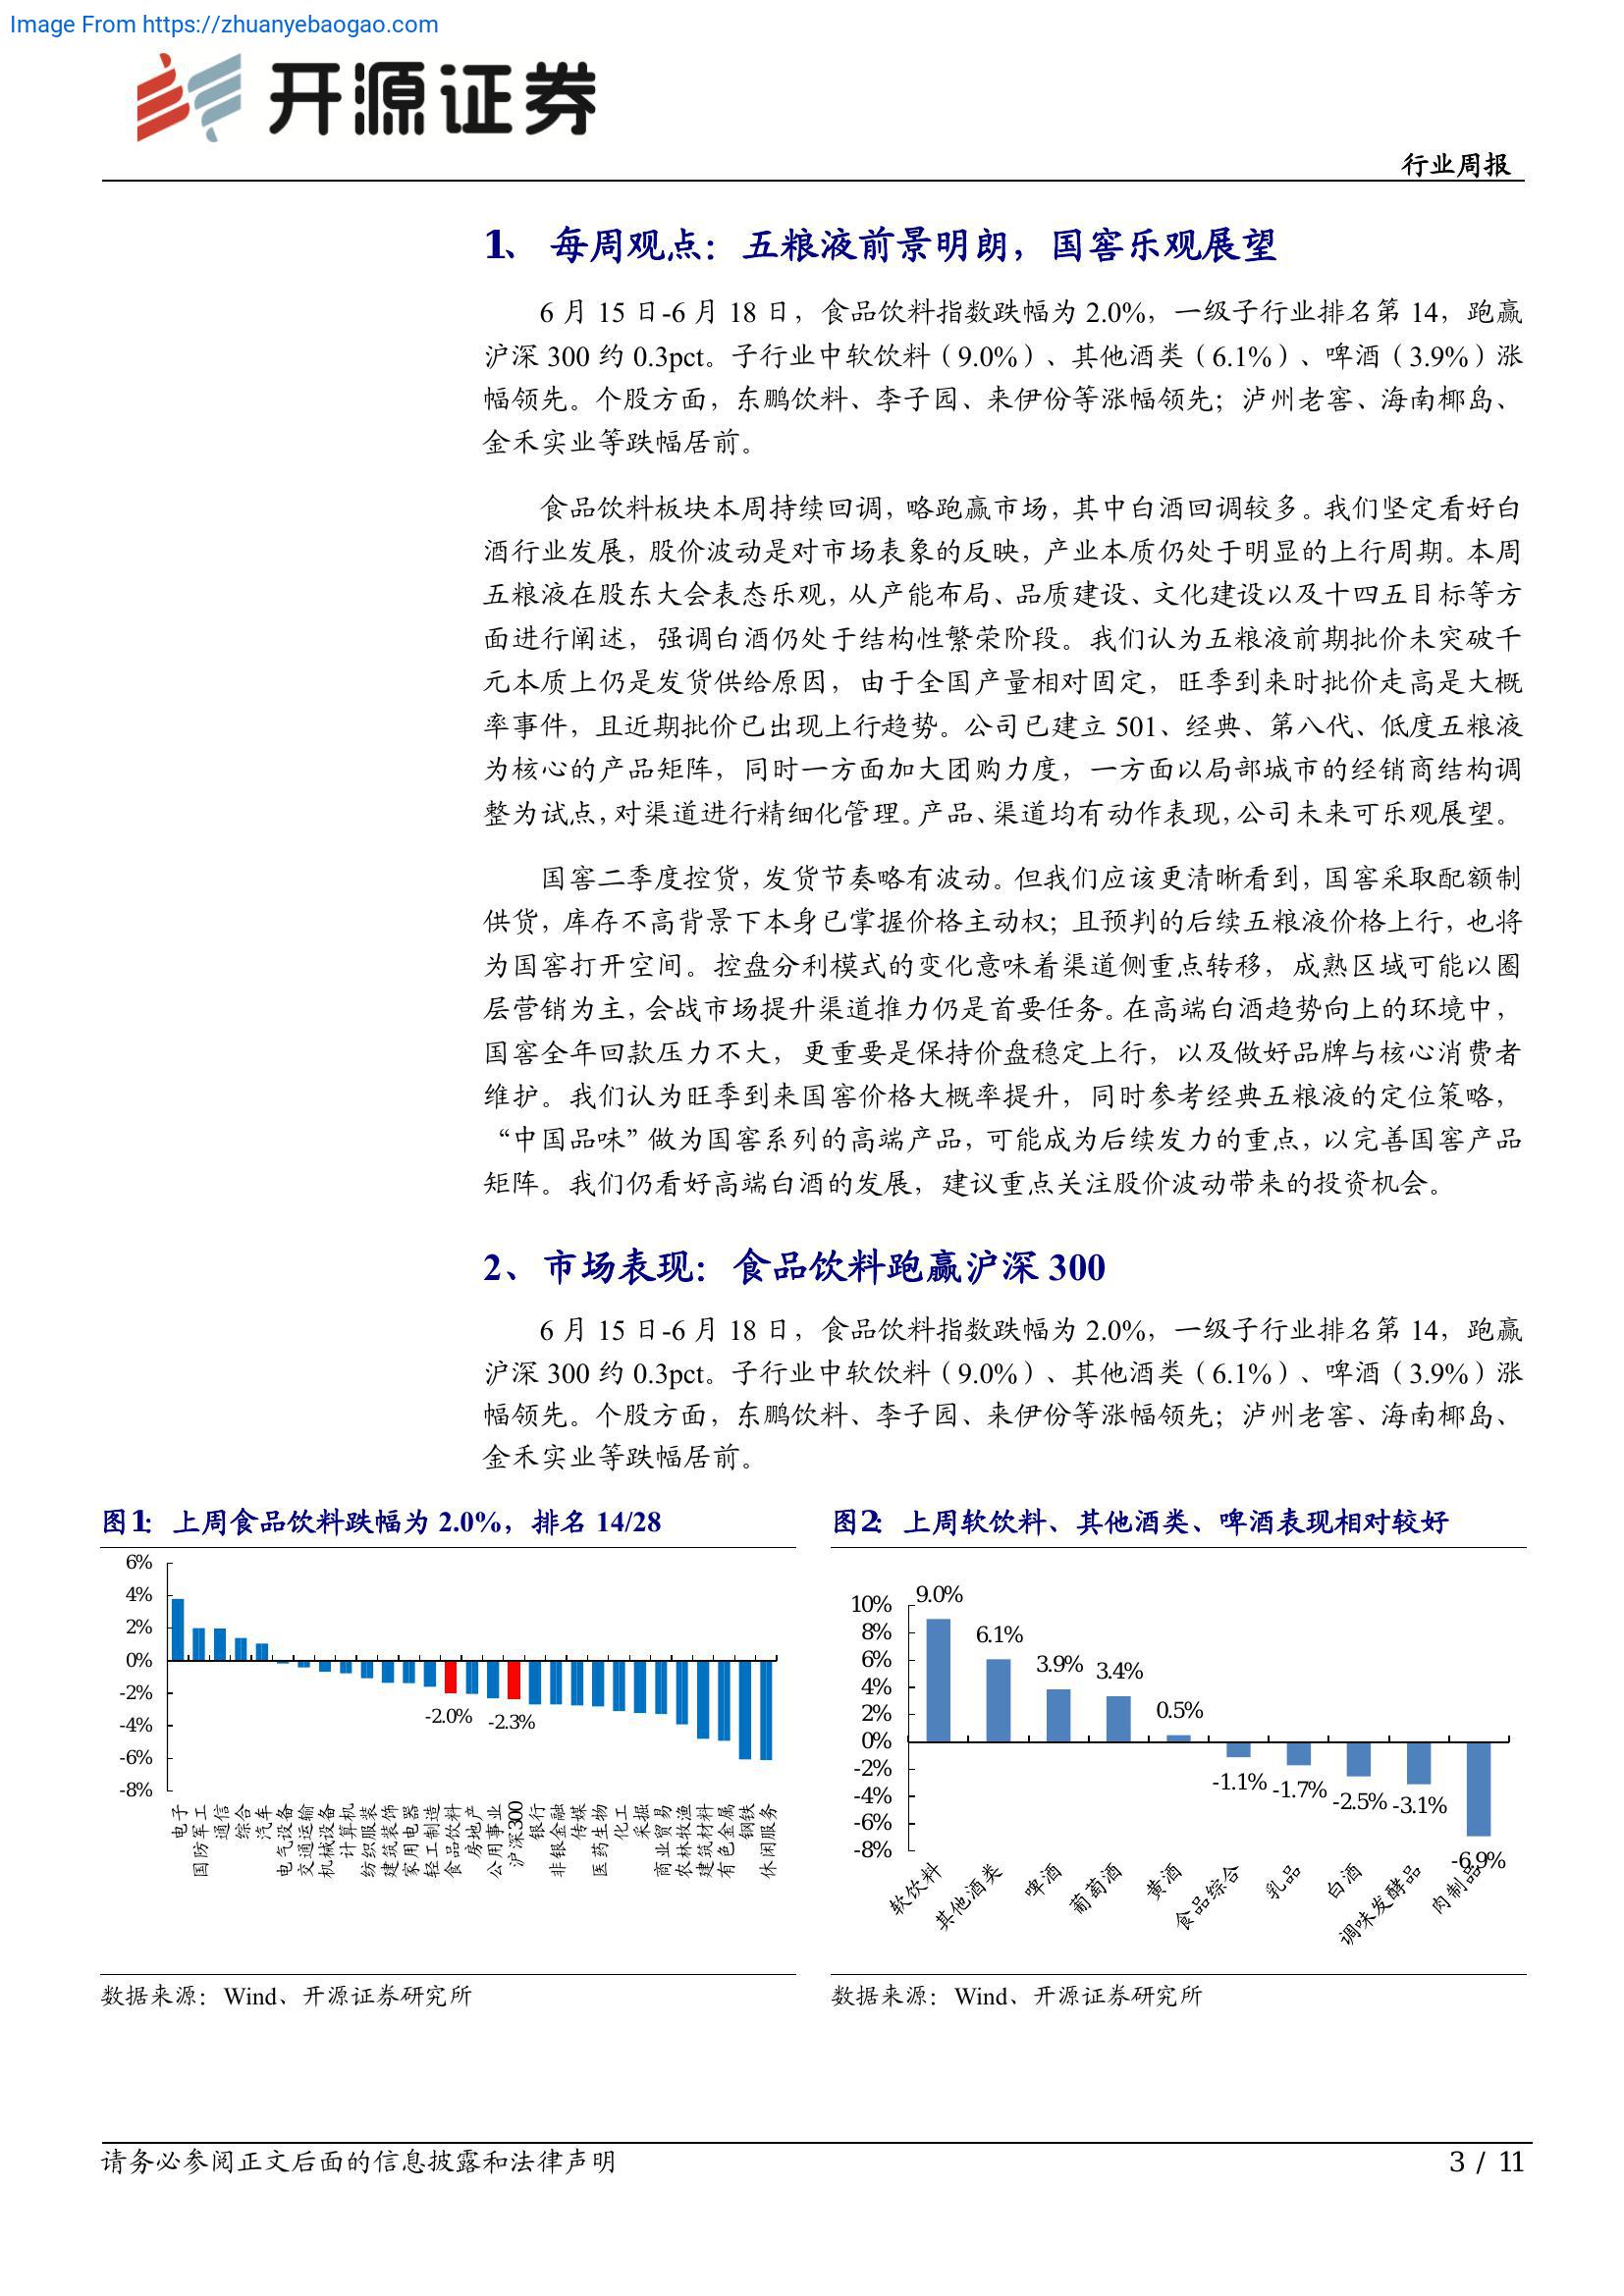 Image From https://zhuanyebaogao.com
开源证券
行业周报
1、 每周观点：五粮液前景明朗，国窖乐观展望
6 月 15 日-6 月 18 日，食品饮料指数跌幅为 2.0%，一级子行业排名第 14，跑赢
沪深 300 约 0.3pct。子行业中软饮料（9.0%）、其他酒类（6.1%）、啤酒（3.9%）涨
幅领先。个股方面，东鹏饮料、李子园、来伊份等涨幅领先；泸州老窖、海南椰岛、
金禾实业等跌幅居前。
食品饮料板块本周持续回调，略跑赢市场，其中白酒回调较多。我们坚定看好白
酒行业发展，股价波动是对市场表象的反映，产业本质仍处于明显的上行周期。本周
五粮液在股东大会表态乐观，从产能布局、品质建设、文化建设以及十四五目标等方
面进行阐述，强调白酒仍处于结构性繁荣阶段。我们认为五粮液前期批价未突破千
元本质上仍是发货供给原因，由于全国产量相对固定，旺季到来时批价走高是大概
率事件，且近期批价已出现上行趋势。公司已建立 501、经典、第八代、低度五粮液
为核心的产品矩阵，同时一方面加大团购力度，一方面以局部城市的经销商结构调
整为试点，对渠道进行精细化管理。产品、渠道均有动作表现，公司未来可乐观展望。
国窖二季度控货，发货节奏略有波动。但我们应该更清晰看到，国窖采取配额制
供货，库存不高背景下本身已掌握价格主动权；且预判的后续五粮液价格上行，也将
为国窖打开空间。控盘分利模式的变化意味着渠道侧重点转移，成熟区域可能以圈
层营销为主，会战市场提升渠道推力仍是首要任务。在高端白酒趋势向上的环境中，
国窖全年回款压力不大，更重要是保持价盘稳定上行，以及做好品牌与核心消费者
维护。我们认为旺季到来国窖价格大概率提升，同时参考经典五粮液的定位策略，
“中国品味”做为国窖系列的高端产品，可能成为后续发力的重点，以完善国窖产品
矩阵。我们仍看好高端白酒的发展，建议重点关注股价波动带来的投资机会。
2、市场表现：食品饮料跑赢沪深 300
6 月 15 日-6 月 18 日，食品饮料指数跌幅为 2.0%，一级子行业排名第 14，跑赢
沪深 300 约 0.3pct。子行业中软饮料（9.0%）、其他酒类（6.1%）、啤酒（3.9%）涨
幅领先。个股方面，东鹏饮料、李子园、来伊份等涨幅领先；泸州老窖、海南椰岛、
金禾实业等跌幅居前。
图1：上周食品饮料跌幅为 2.0%，排名 14/28
6%
4%
2%
0%
-2%
-4%
-6%
-8%
-2.0%
-2.3%
电子
国防军工
通信
综合
汽车
电气设备
交通运输
机械设备
计算机
纺织服装
建筑装饰
家用电器
轻工制造
食品饮料
房地产
公用事业
沪深300
银行
非银金融
传媒
医药生物
化工
采掘
商业贸易
农林牧渔
建筑材料
有色金属
钢铁
休闲服务
数据来源：Wind、开源证券研究所
图2：上周软饮料、其他酒类、啤酒表现相对较好
10%
8%
6%
4%
2%
0%
-2%
-4%
-6%
-8%
9.0%
6.1%
3.9%
3.4%
0.5%
-1.1%
-1.7%
-2.5%
-3.1%
-6.9%
软饮料
其他酒类
啤酒
葡萄酒
黄酒
食品综合
乳品
白酒
调味发酵品
肉制品
数据来源：Wind、开源证券研究所
请务必参阅正文后面的信息披露和法律声明
3 / 11